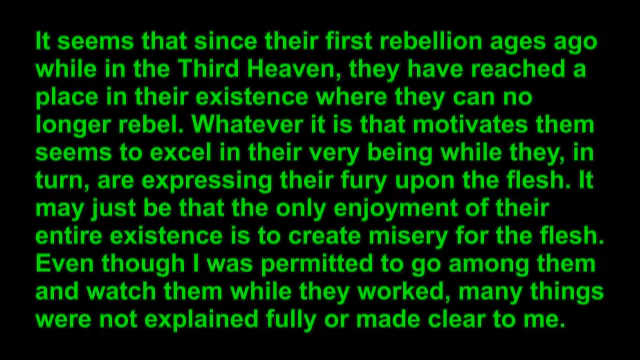 It seems that since their first rebellion ages ago
while in the Third Heaven, they have reached a
place in their existence where they can no
longer rebel. Whatever it is that motivates them
seems to excel in their very being while they, in
turn, are expressing their fury upon the flesh. It
may just be that the only enjoyment of their
entire existence is to create misery for the flesh.
Even though I was permitted to go among them
and watch them while they worked, many things
were not explained fully or made clear to me.